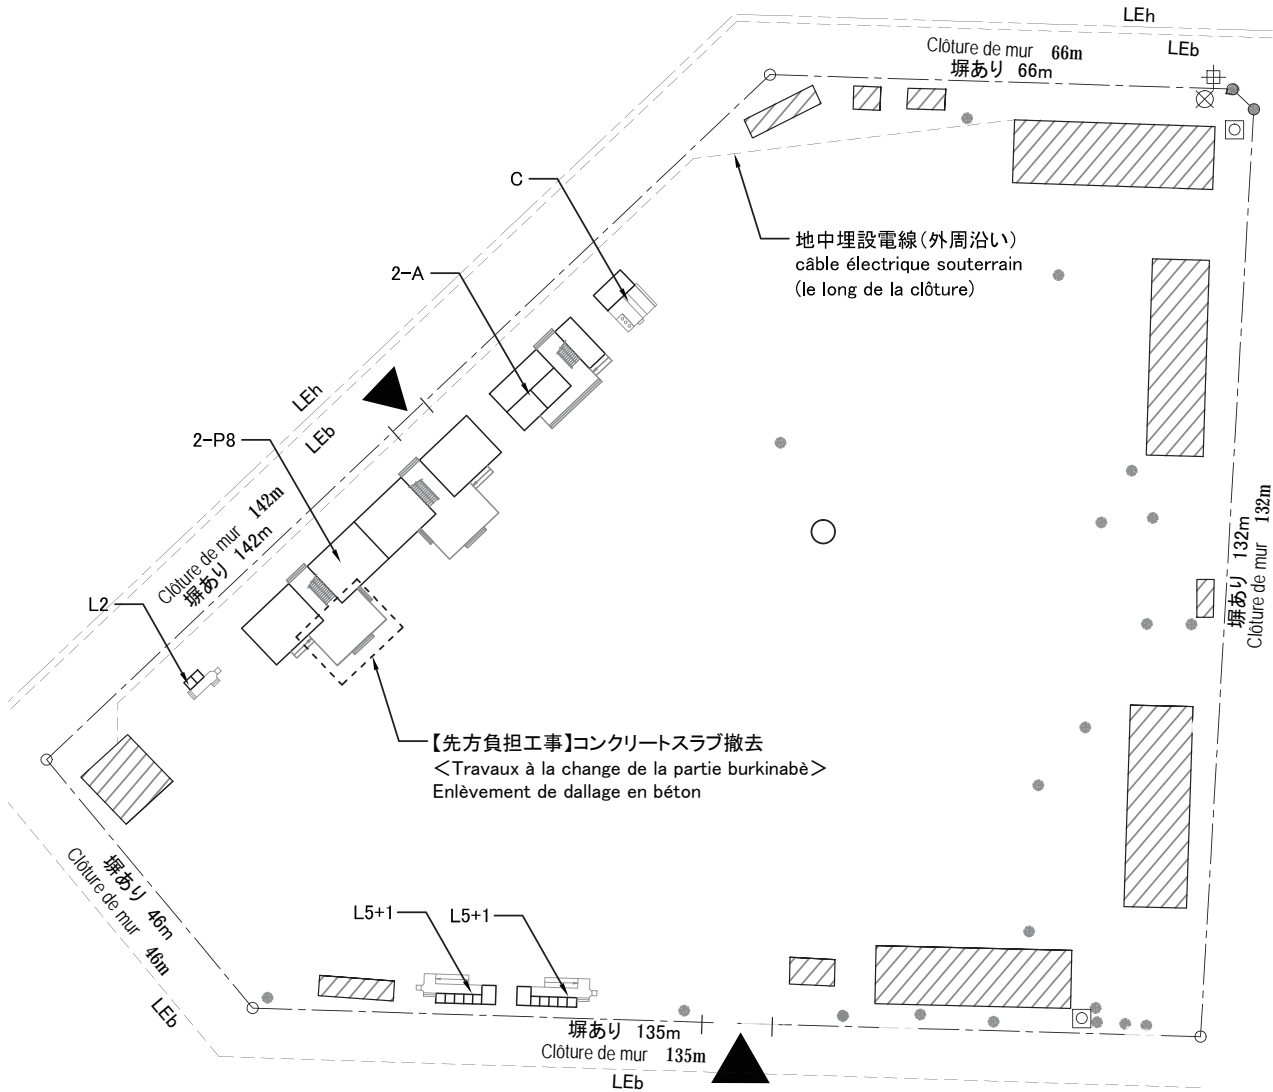 LEh
Clôture de mur 66m
塀あり 66m
LEb
C
地中埋設電線（外周沿い）
câble électrique souterrain
(le long de la clôture)
2-A
LEh
LEb
2-P8
Clôture de mur 142m
塀あり 142m
塀あり 132m
Clôture de mur 132m
L2
【先方負担工事】コンクリートスラブ撤去
＜Travaux à la change de la partie burkinabè＞
Enlèvement de dallage en béton
塀あり 46m
Clôture de mur 46m
LEb
L5+1
L5+1
塀あり 135m
Clôture de mur 135m
LEb